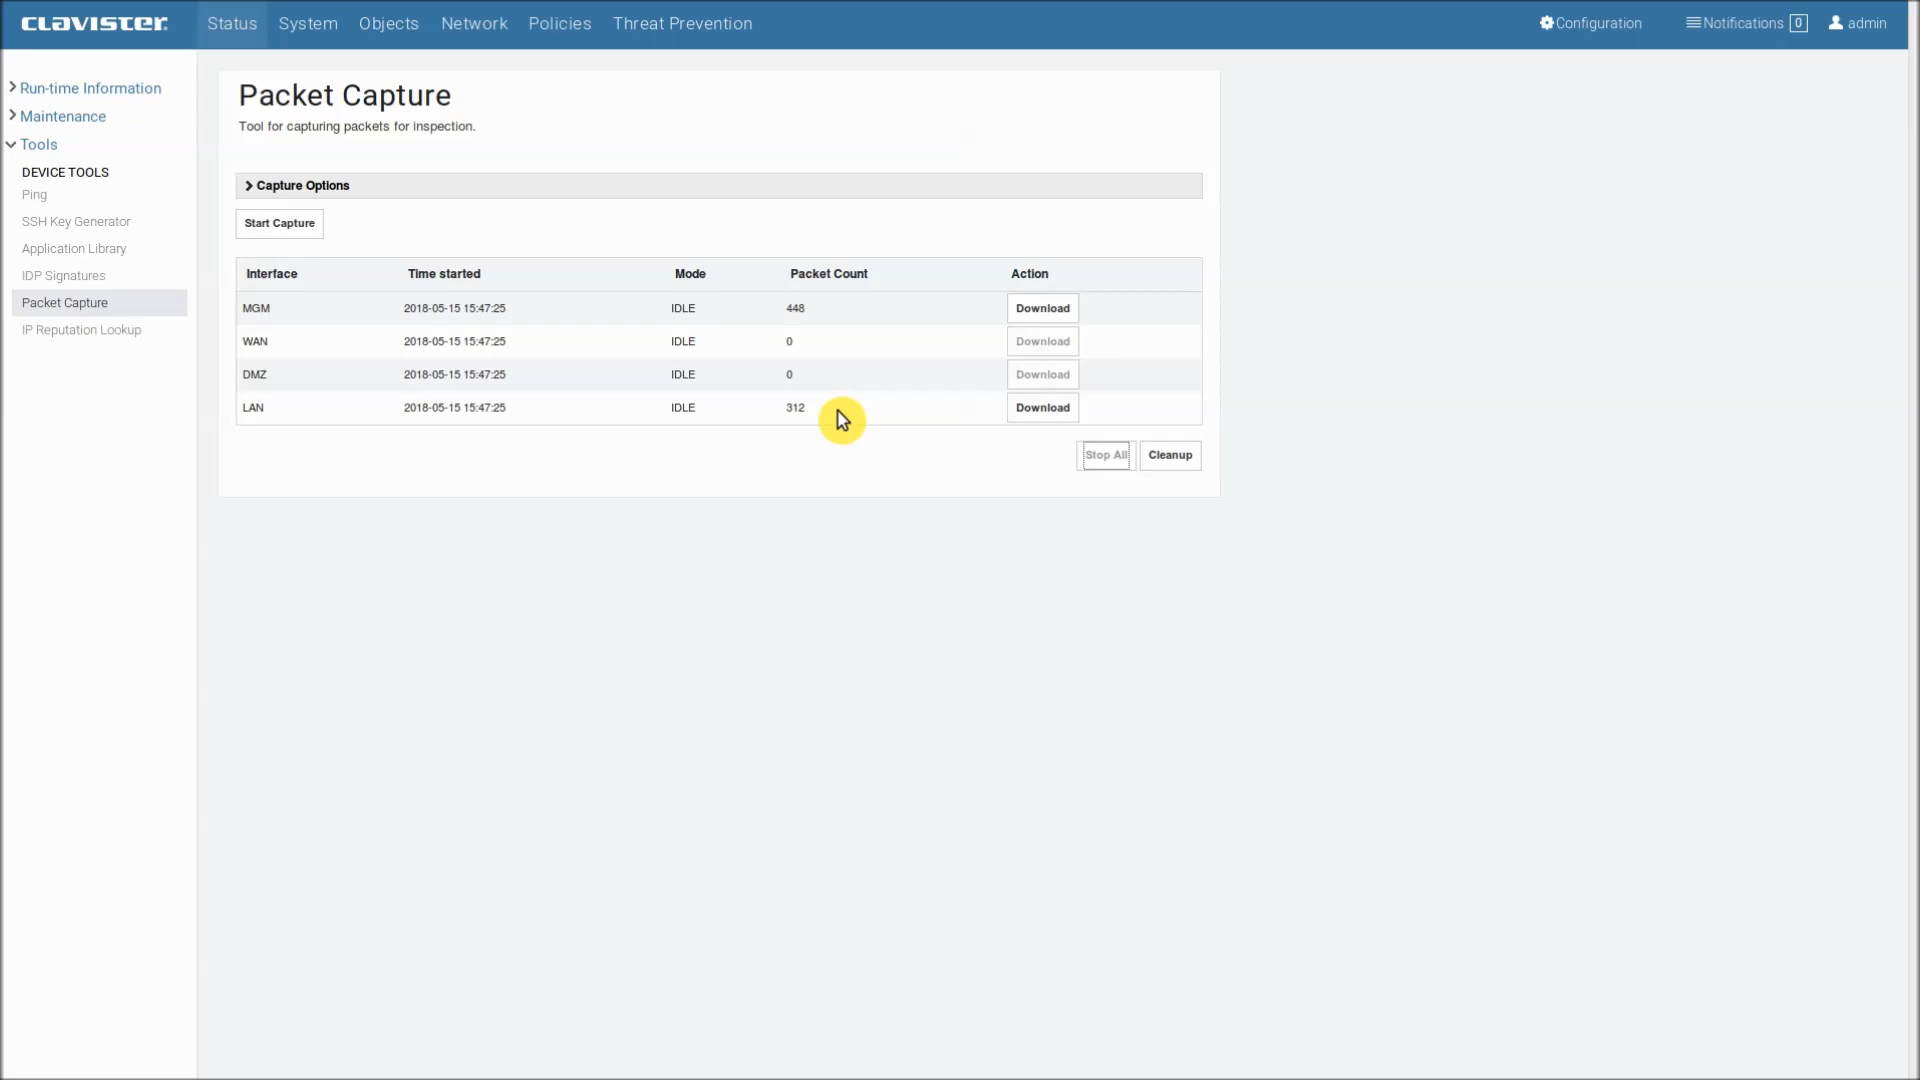 CLAVISTER.
Status System Objects Network Policies Threat Prevention
Configuration Notifications 0 admin
Run-time Information
Maintenance
Tools
DEVICE TOOLS
Ping
SSH Key Generator
Application Library
IDP Signatures
Packet Capture
IP Reputation Lookup
Packet Capture
Tool for capturing packets for inspection.
Capture Options
Start Capture
Interface Time started Mode Packet Count Action
MGM 2018-05-15 15:47:25 IDLE 448 Download
WAN 2018-05-15 15:47:25 IDLE 0 Download
DMZ 2018-05-15 15:47:25 IDLE 0 Download
LAN 2018-05-15 15:47:25 IDLE 312 Download
Stop All Cleanup